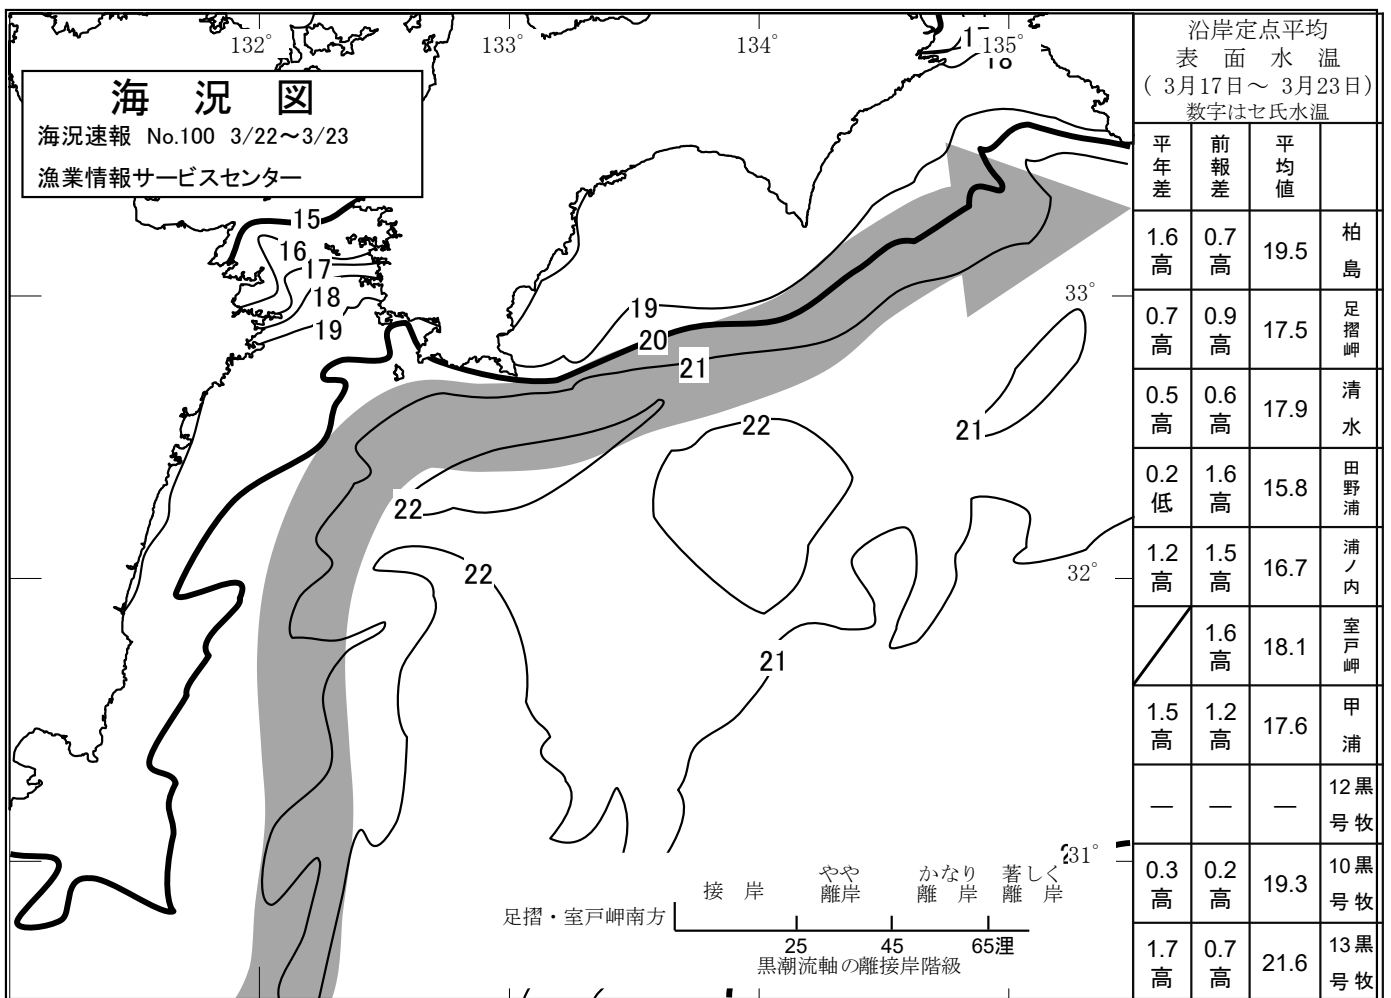 132°
133°
134°
135°
17
18
海 況 図
海況速報 No.100 3/22～3/23
漁業情報サービスセンター
15
16
17
18
19
19
20
21
33°
22
21
22
22
32°
21
31°
接 岸
やや
離岸
かなり
離 岸
著しく
離 岸
足摺・室戸岬南方
25
45
65浬
黒潮流軸の離接岸階級
沿岸定点平均
表 面 水 温
( 3月17日～ 3月23日)
数字はセ氏水温
平年差 前報差 平均値
1.6高 0.7高 19.5 柏島
0.7高 0.9高 17.5 足摺岬
0.5高 0.6高 17.9 清水
0.2低 1.6高 15.8 田野浦
1.2高 1.5高 16.7 浦ノ内
1.6高 18.1 室戸岬
1.5高 1.2高 17.6 甲浦
― ― ― 黒牧12号
0.3高 0.2高 19.3 黒牧10号
1.7高 0.7高 21.6 黒牧13号